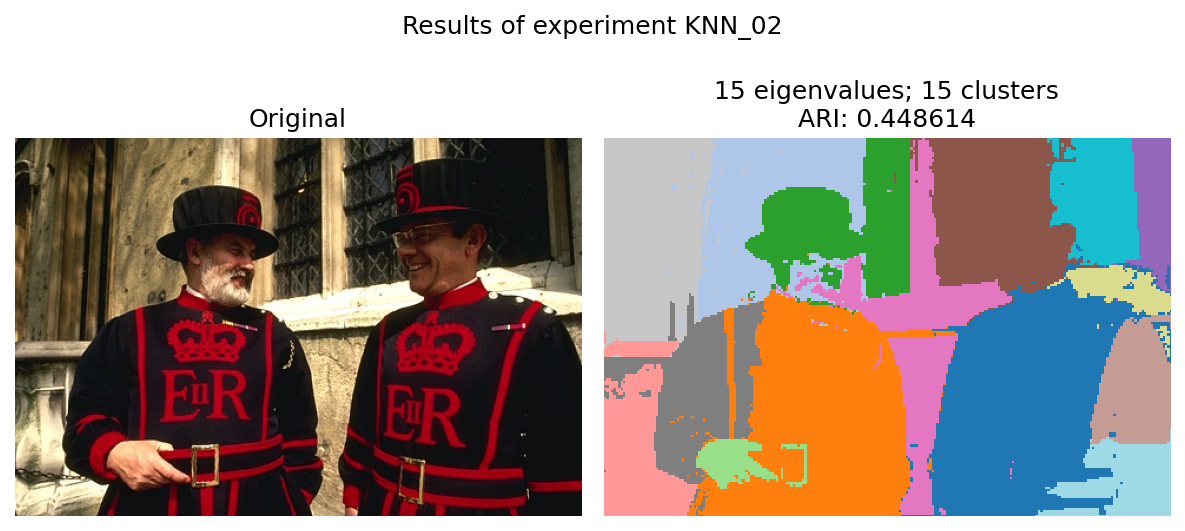 Results of experiment KNN_02
Original
15 eigenvalues; 15 clusters
ARI: 0.448614
EIIR
EIIR